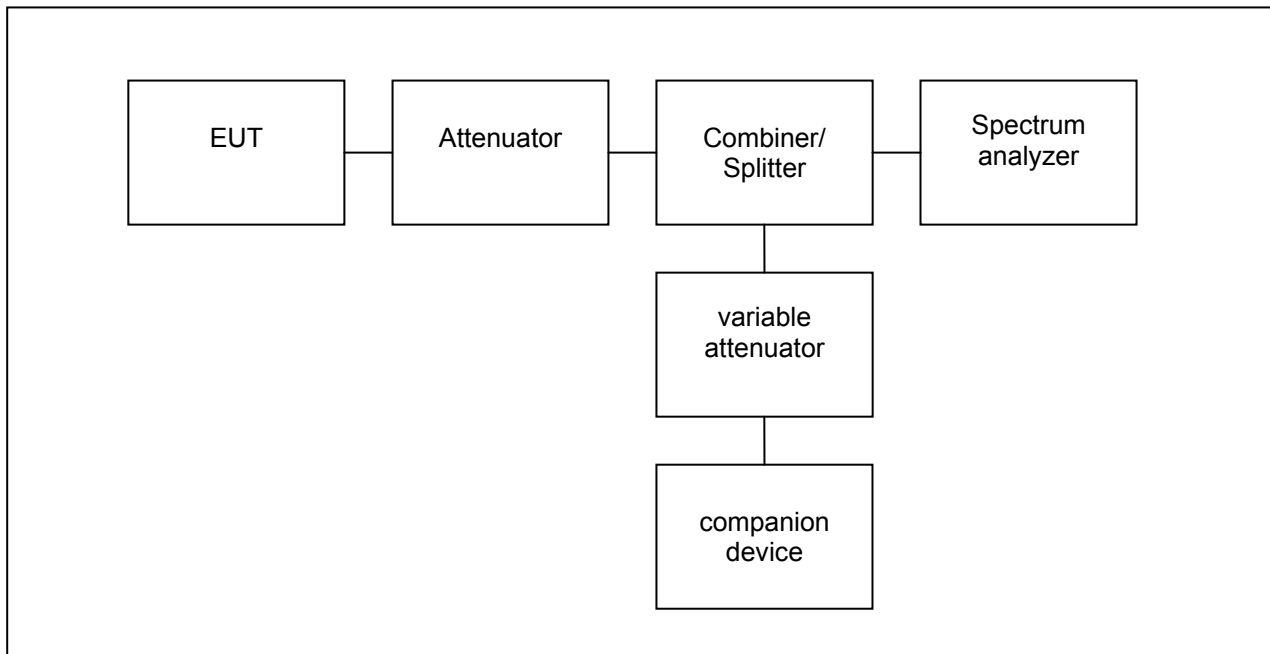 EUT
Attenuator
Combiner/
Splitter
Spectrum
analyzer
variable
attenuator
companion
device